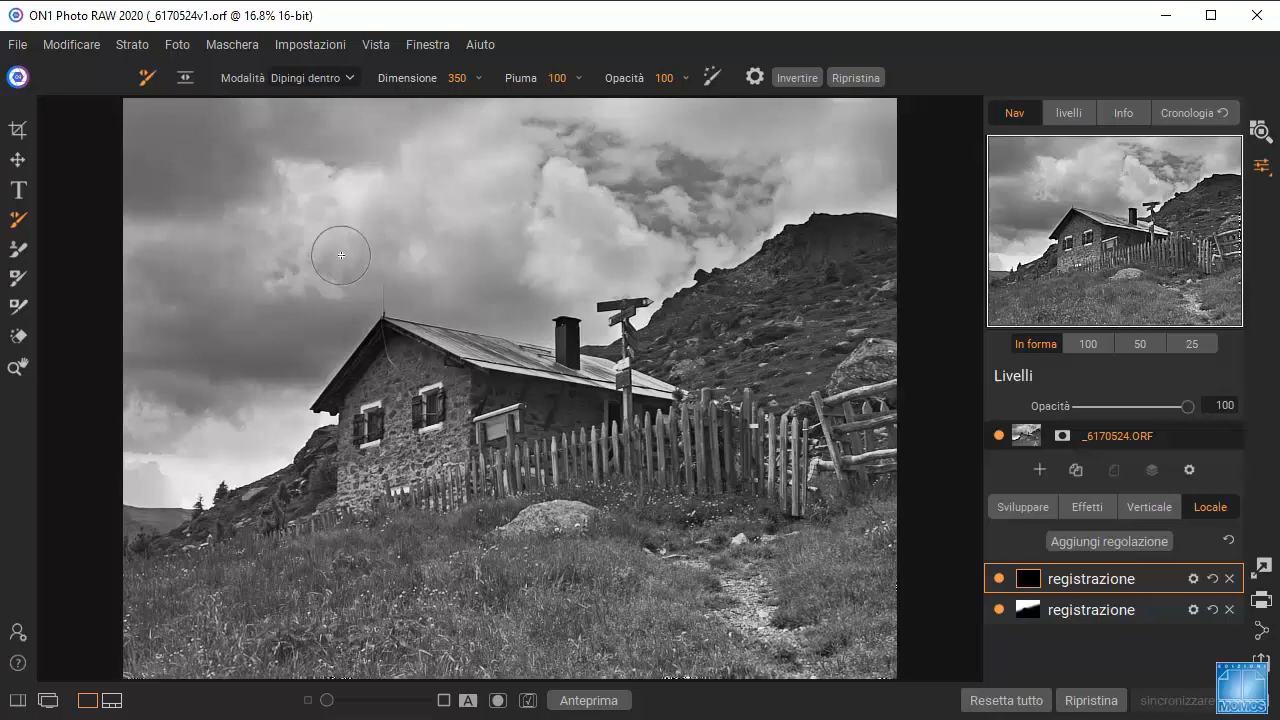 ON1 Photo RAW 2020 (_6170524v1.orf @ 16.8% 16-bit)
File Modificare Strato Foto Maschera Impostazioni Vista Finestra Aiuto
Modalità Dipingi dentro Dimensione 350 Piuma 100 Opacità 100 Invertire Ripristina
Nav livelli Info Cronologia
T
In forma 100 50 25
Livelli
Opacità 100
_6170524.ORF
Sviluppare Effetti Verticale Locale
Aggiungi regolazione
registrazione
registrazione
A Anteprima Resetta tutto Ripristina sincronizzare
EDIZIONI
MOMOS